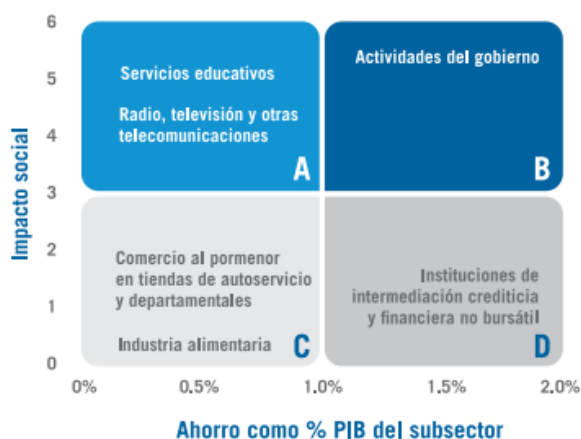 6
5
4
3
2
1
0
Impacto social
Servicios educativos
Radio, televisión y otras
telecomunicaciones
A
Actividades del gobierno
B
Comercio al pormenor
en tiendas de autoservicio
y departamentales
Industria alimentaria
C
Instituciones de
intermediación crediticia
y financiera no bursátil
D
0% 0.5% 1.0% 1.5% 2.0%
Ahorro como % PIB del subsector